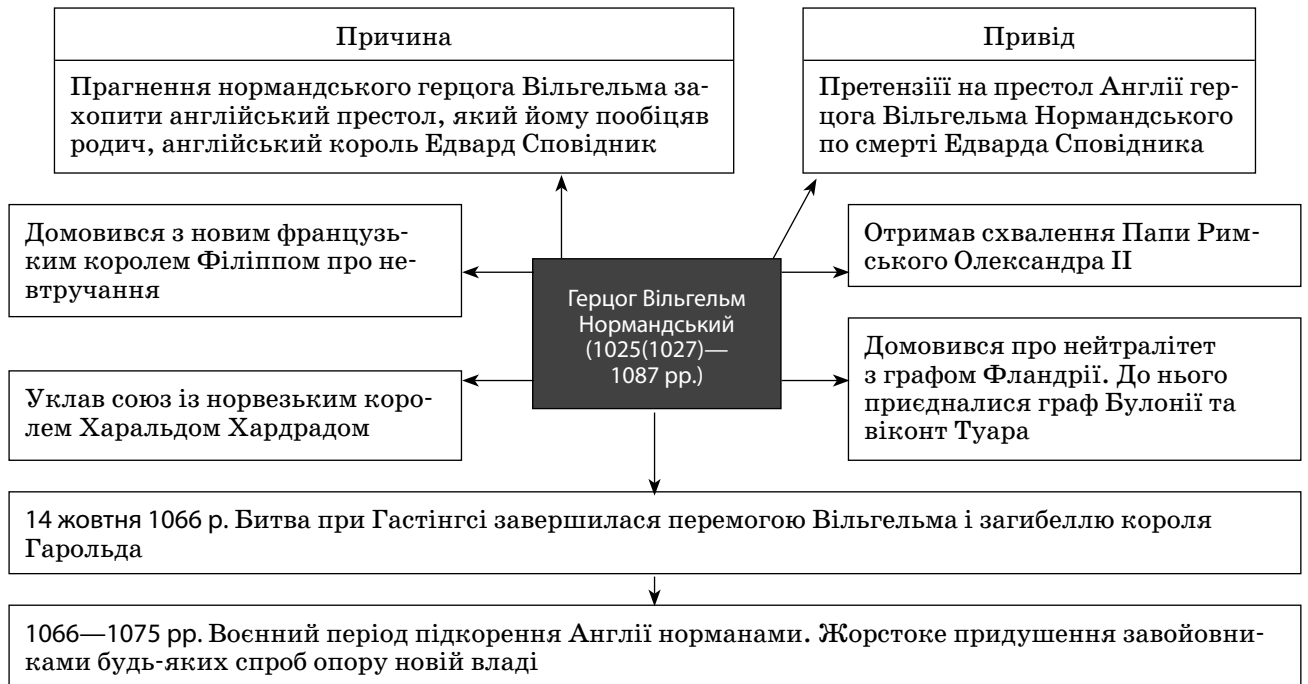 Причина
Прагнення нормандського герцога Вільгельма за-
хопити англійський престол, який йому пообіцяв
родич, англійський король Едвард Сповідник
Привід
Претензіїї на престол Англії гер-
цога Вільгельма Нормандського
по смерті Едварда Сповідника
Домовився з новим французь-
ким королем Філіппом про не-
втручання
Отримав схвалення Папи Рим-
ського Олександра II
Герцог Вільгельм
Нормандський
(1025(1027)—
1087 рр.)
Уклав союз із норвезьким коро-
лем Харальдом Хардрадом
Домовився про нейтралітет
з графом Фландрії. До нього
приєдналися граф Булонії та
віконт Туара
14 жовтня 1066 р. Битва при Гастінгсі завершилася перемогою Вільгельма і загибеллю короля
Гарольда
1066—1075 рр. Воєнний період підкорення Англії норманами. Жорстоке придушення завойовни-
ками будь-яких спроб опору новій владі